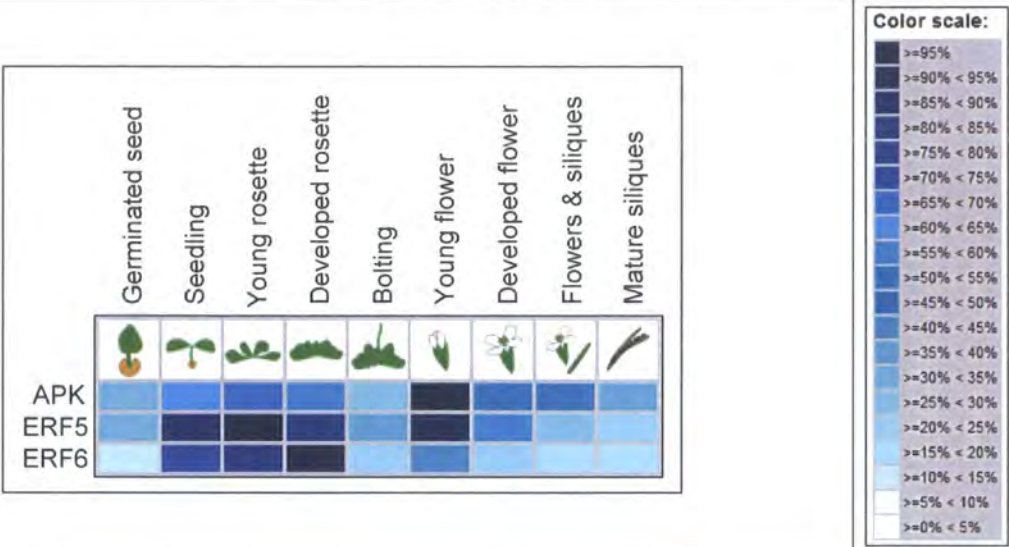 Germinated seed
Seedling
Young rosette
Developed rosette
Bolting
Young flower
Developed flower
Flowers & siliques
Mature siliques
APK
ERF5
ERF6
Color scale:
>=95%
>=90% < 95%
>=85% < 90%
>=80% < 85%
>=75% < 80%
>=70% < 75%
>=65% < 70%
>=60% < 65%
>=55% < 60%
>=50% < 55%
>=45% < 50%
>=40% < 45%
>=35% < 40%
>=30% < 35%
>=25% < 30%
>=20% < 25%
>=15% < 20%
>=10% < 15%
>=5% < 10%
>=0% < 5%